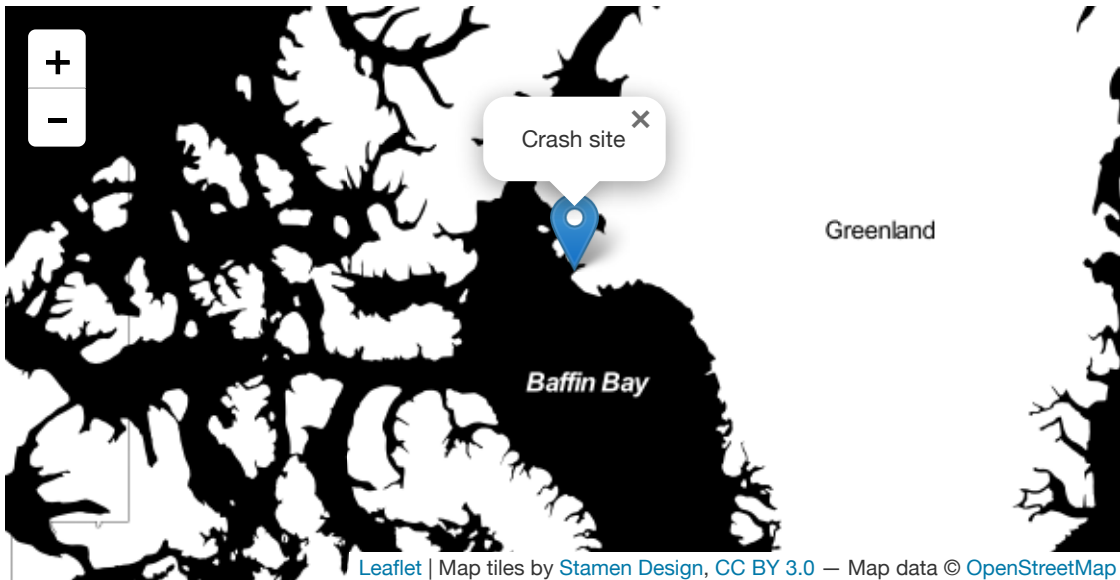 +
Crash site ×
−
Greenland
Baffin Bay
Leaflet | Map tiles by Stamen Design, CC BY 3.0 — Map data © OpenStreetMap